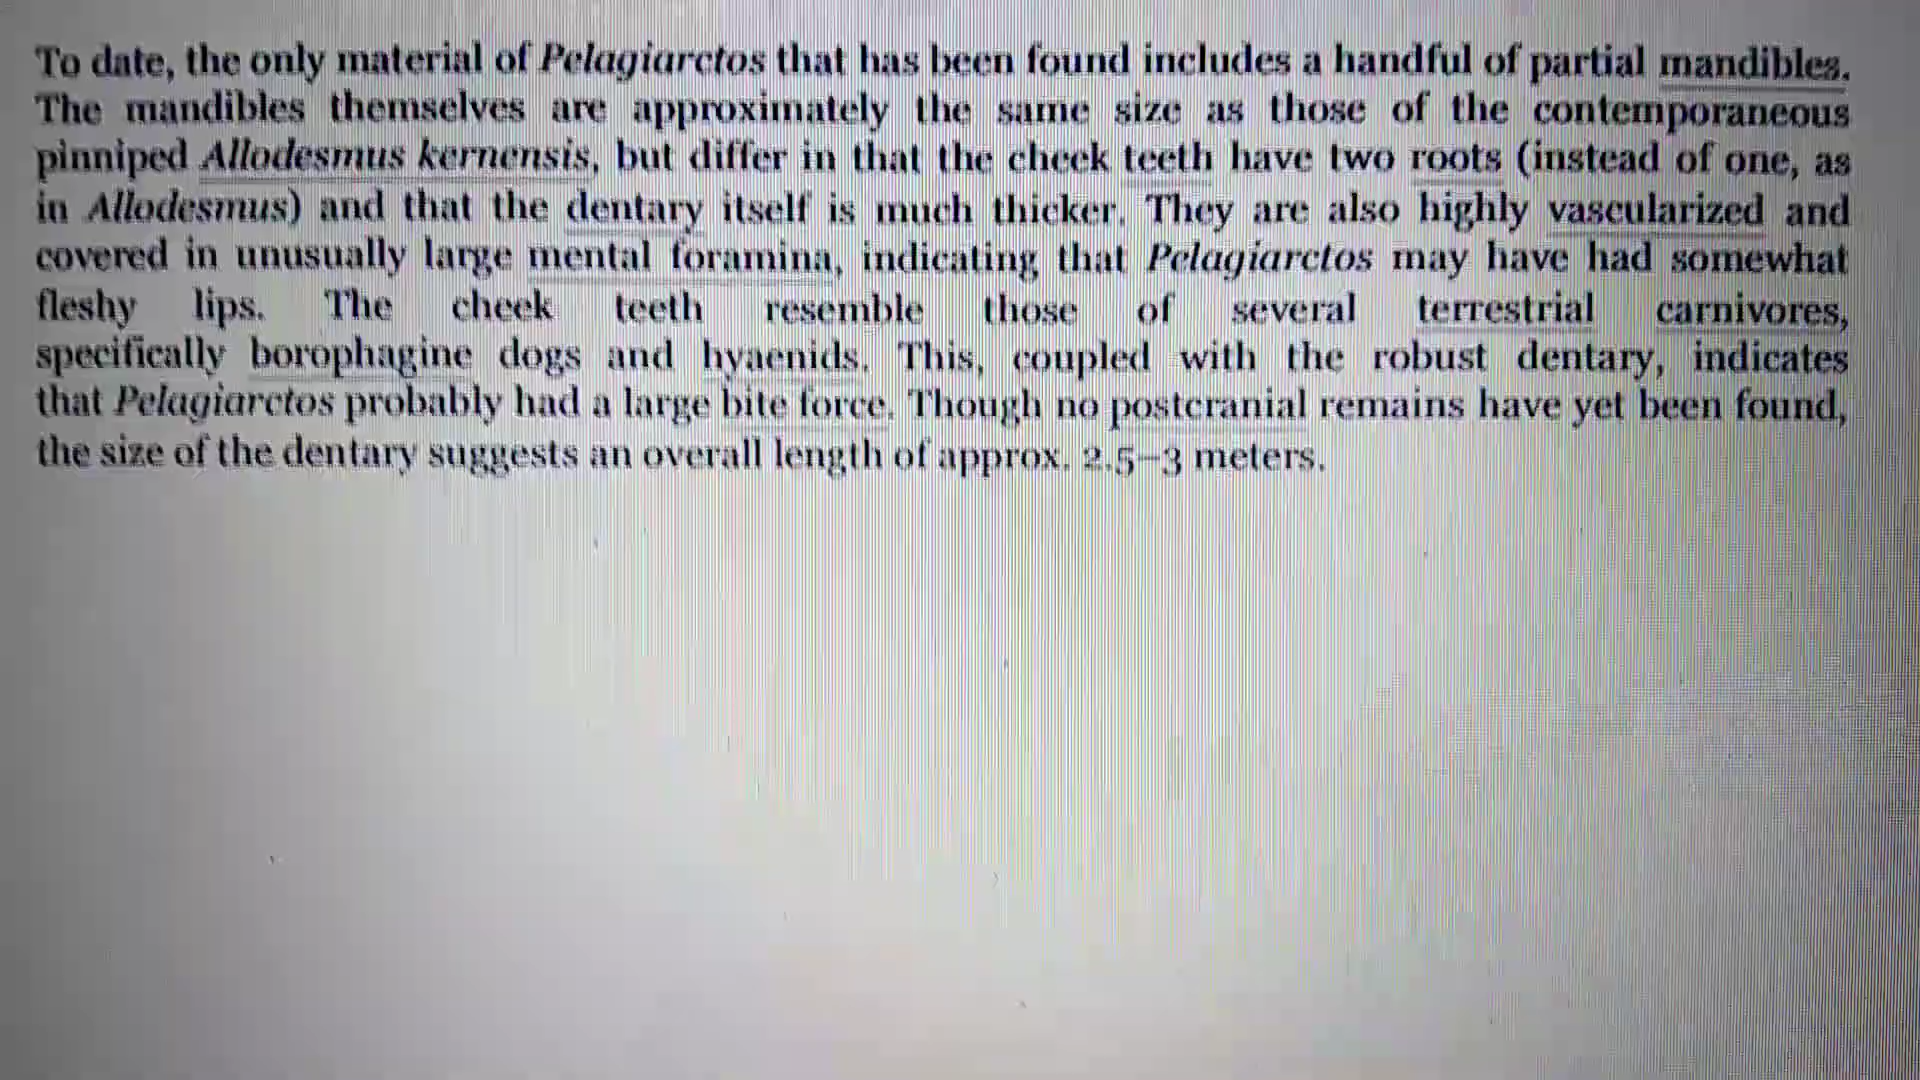 To date, the only material of Pelagiarctos that has been found includes a handful of partial mandibles.
The mandibles themselves are approximately the same size as those of the contemporaneous
pinniped Allodesmus kernensis, but differ in that the cheek teeth have two roots (instead of one, as
in Allodesmus) and that the dentary itself is much thicker. They are also highly vascularized and
covered in unusually large mental foramina, indicating that Pelagiarctos may have had somewhat
fleshy lips. The cheek teeth resemble those of several terrestrial carnivores,
specifically borophagine dogs and hyaenids. This, coupled with the robust dentary, indicates
that Pelagiarctos probably had a large bite force. Though no postcranial remains have yet been found,
the size of the dentary suggests an overall length of approx. 2.5–3 meters.